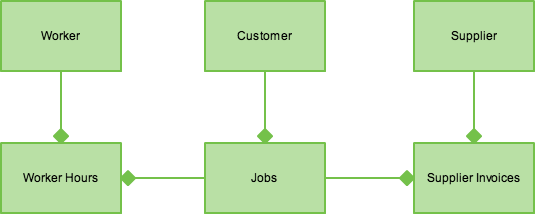 Worker
Customer
Supplier
Worker Hours
Jobs
Supplier Invoices